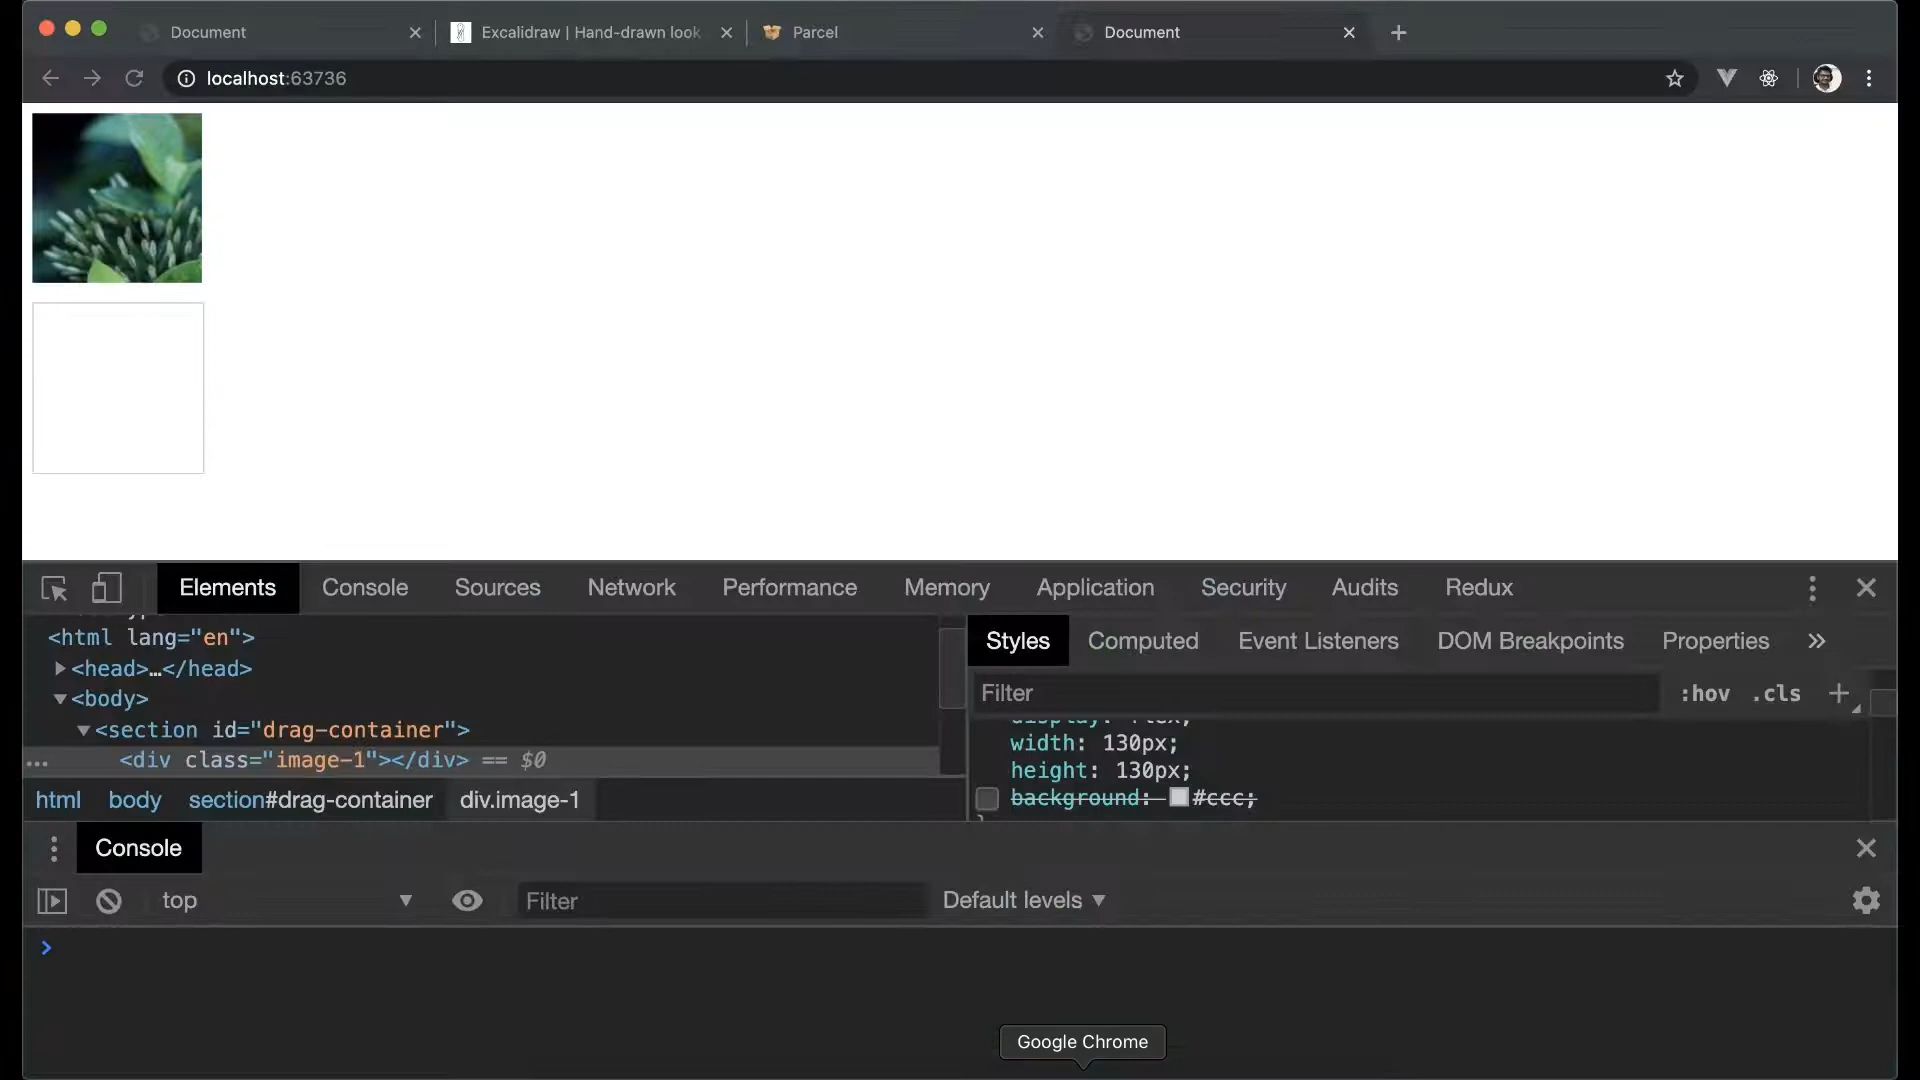 Document
Excalidraw | Hand-drawn look
Parcel
Document
localhost:63736
Elements Console Sources Network Performance Memory Application Security Audits Redux
<html lang="en">
<head>…</head>
<body>
<section id="drag-container">
<div class="image-1"></div> == $0
html body section#drag-container div.image-1
Styles Computed Event Listeners DOM Breakpoints Properties »
Filter :hov .cls +
display: flex;
width: 130px;
height: 130px;
background: #ccc;
}
Console
top Filter Default levels
Google Chrome